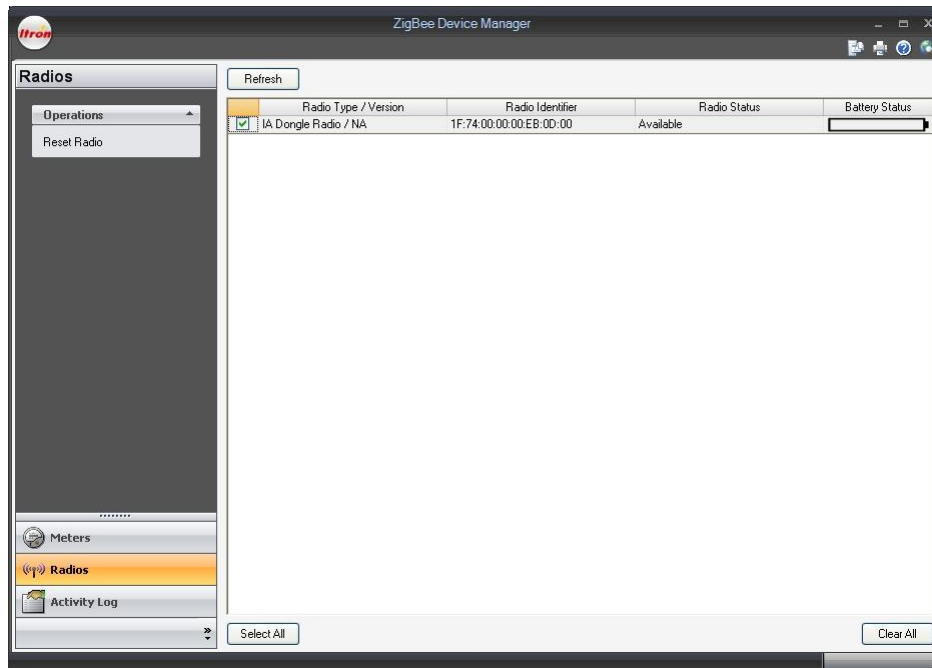 Itron
ZigBee Device Manager
Radios
Refresh
Operations
Reset Radio
Radio Type / Version Radio Identifier Radio Status Battery Status
IA Dongle Radio / NA 1F:74:00:00:00:EB:0D:00 Available
Meters
Radios
Activity Log
Select All Clear All